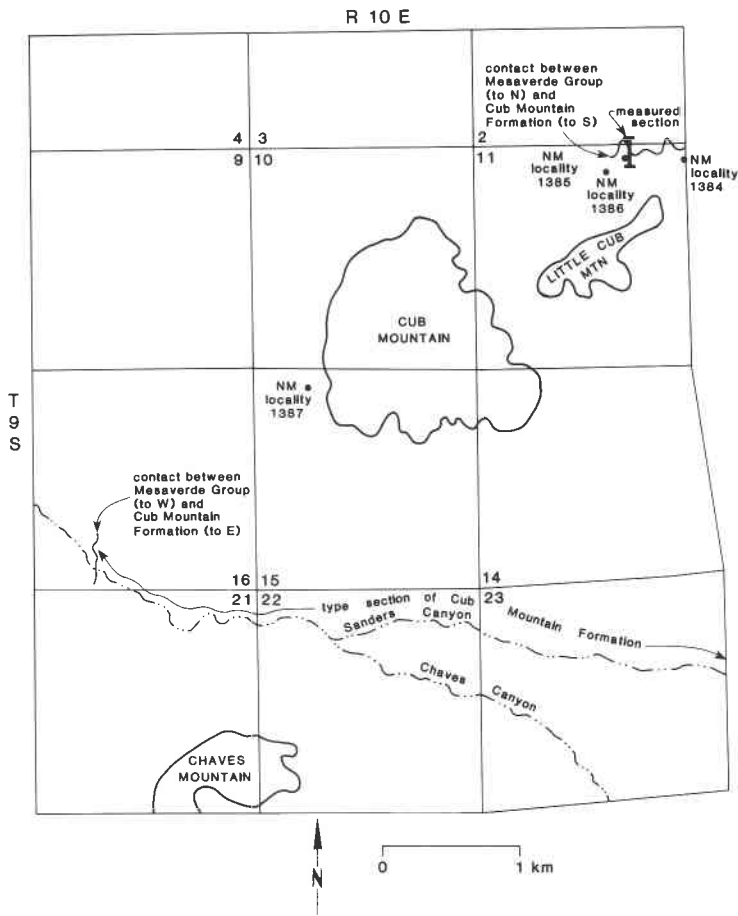 R 10 E
contact between
Mesaverde Group
(to N) and
Cub Mountain
Formation (to S)
measured
section
4 3
9 10
2
11
NM
locality
1385
NM
locality
1386
NM
locality
1384
LITTLE CUB
MTN
CUB
MOUNTAIN
NM
locality
1387
T
9
S
contact between
Mesaverde Group
(to W) and
Cub Mountain
Formation (to E)
16 15
21 22
14
23
type section of Cub Mountain Formation
Sanders Canyon
Chaves Canyon
CHAVES
MOUNTAIN
N
0 1 km